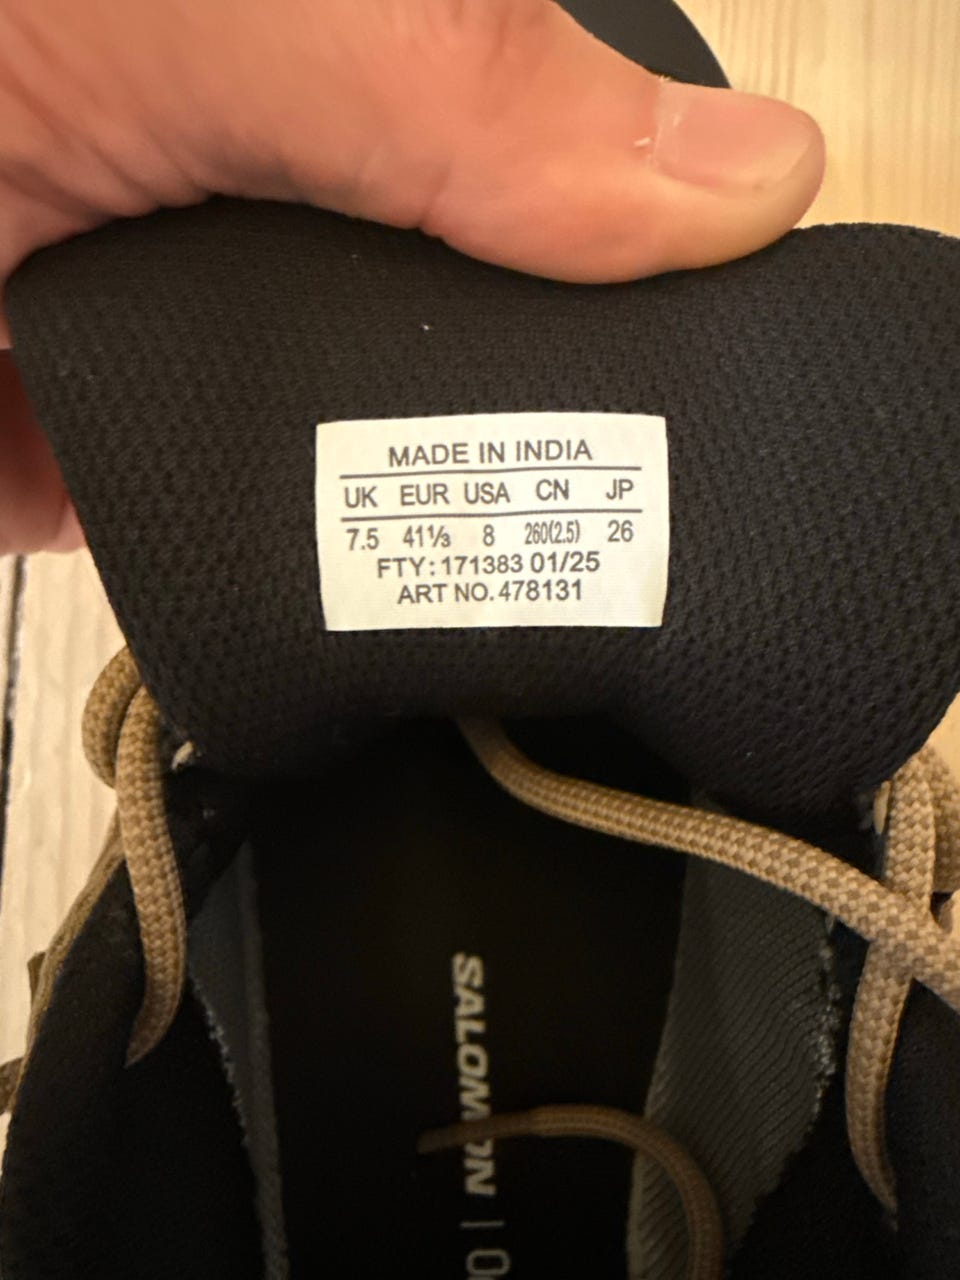 MADE IN INDIA
UK EUR USA CN JP
7.5 41⅓ 8 260(2.5) 26
FTY: 171383 01/25
ART NO. 478131
SALOMON |